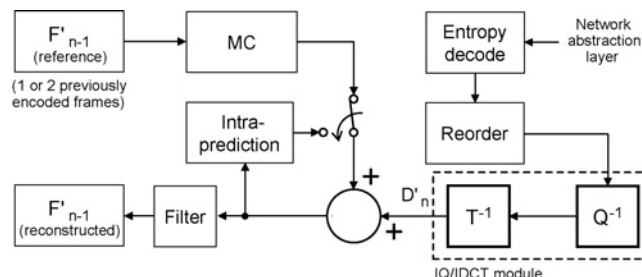 F'n-1
(reference)
(1 or 2 previously
encoded frames)
MC
Entropy
decode
Network
abstraction
layer
Intra-
prediction
Reorder
F'n-1
(reconstructed)
Filter
+
+
D'n
T-1
Q-1
IQ/IDCT module